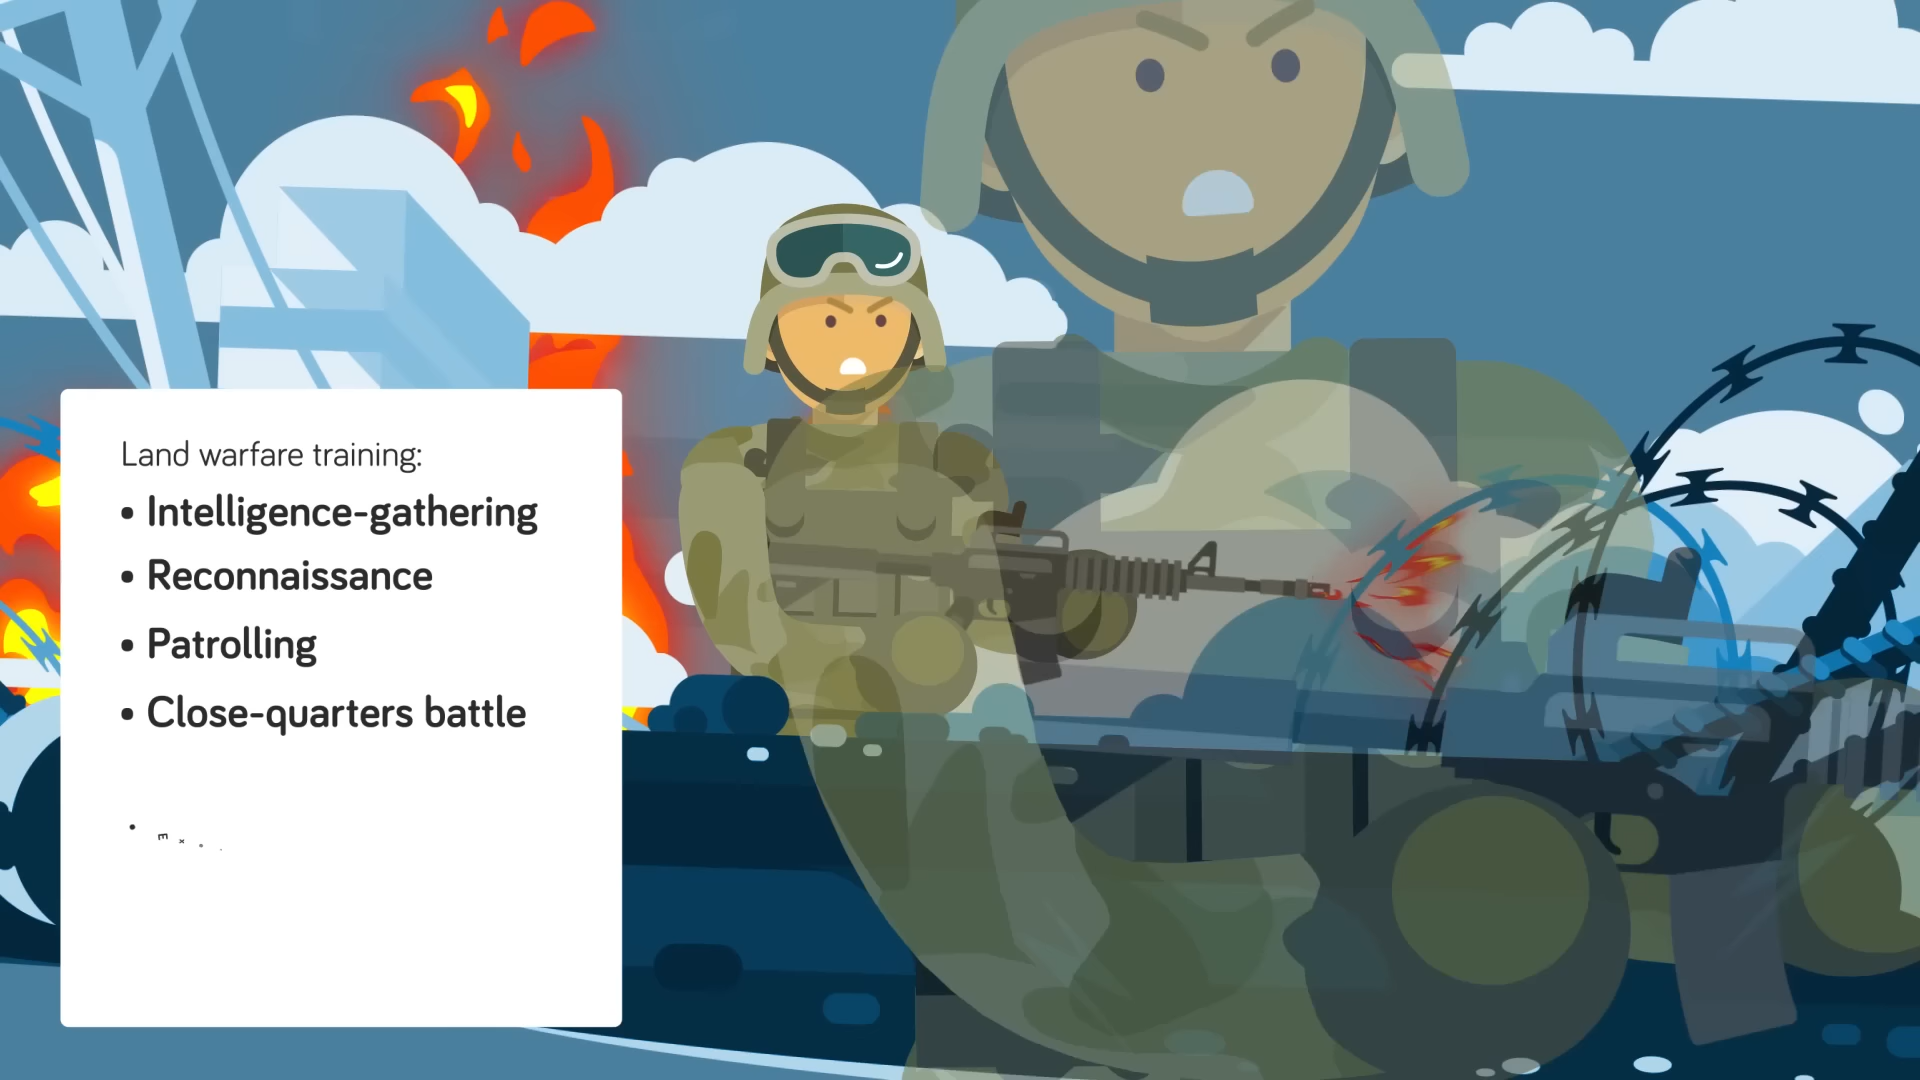 Land warfare training:
• Intelligence-gathering
• Reconnaissance
• Patrolling
• Close-quarters battle